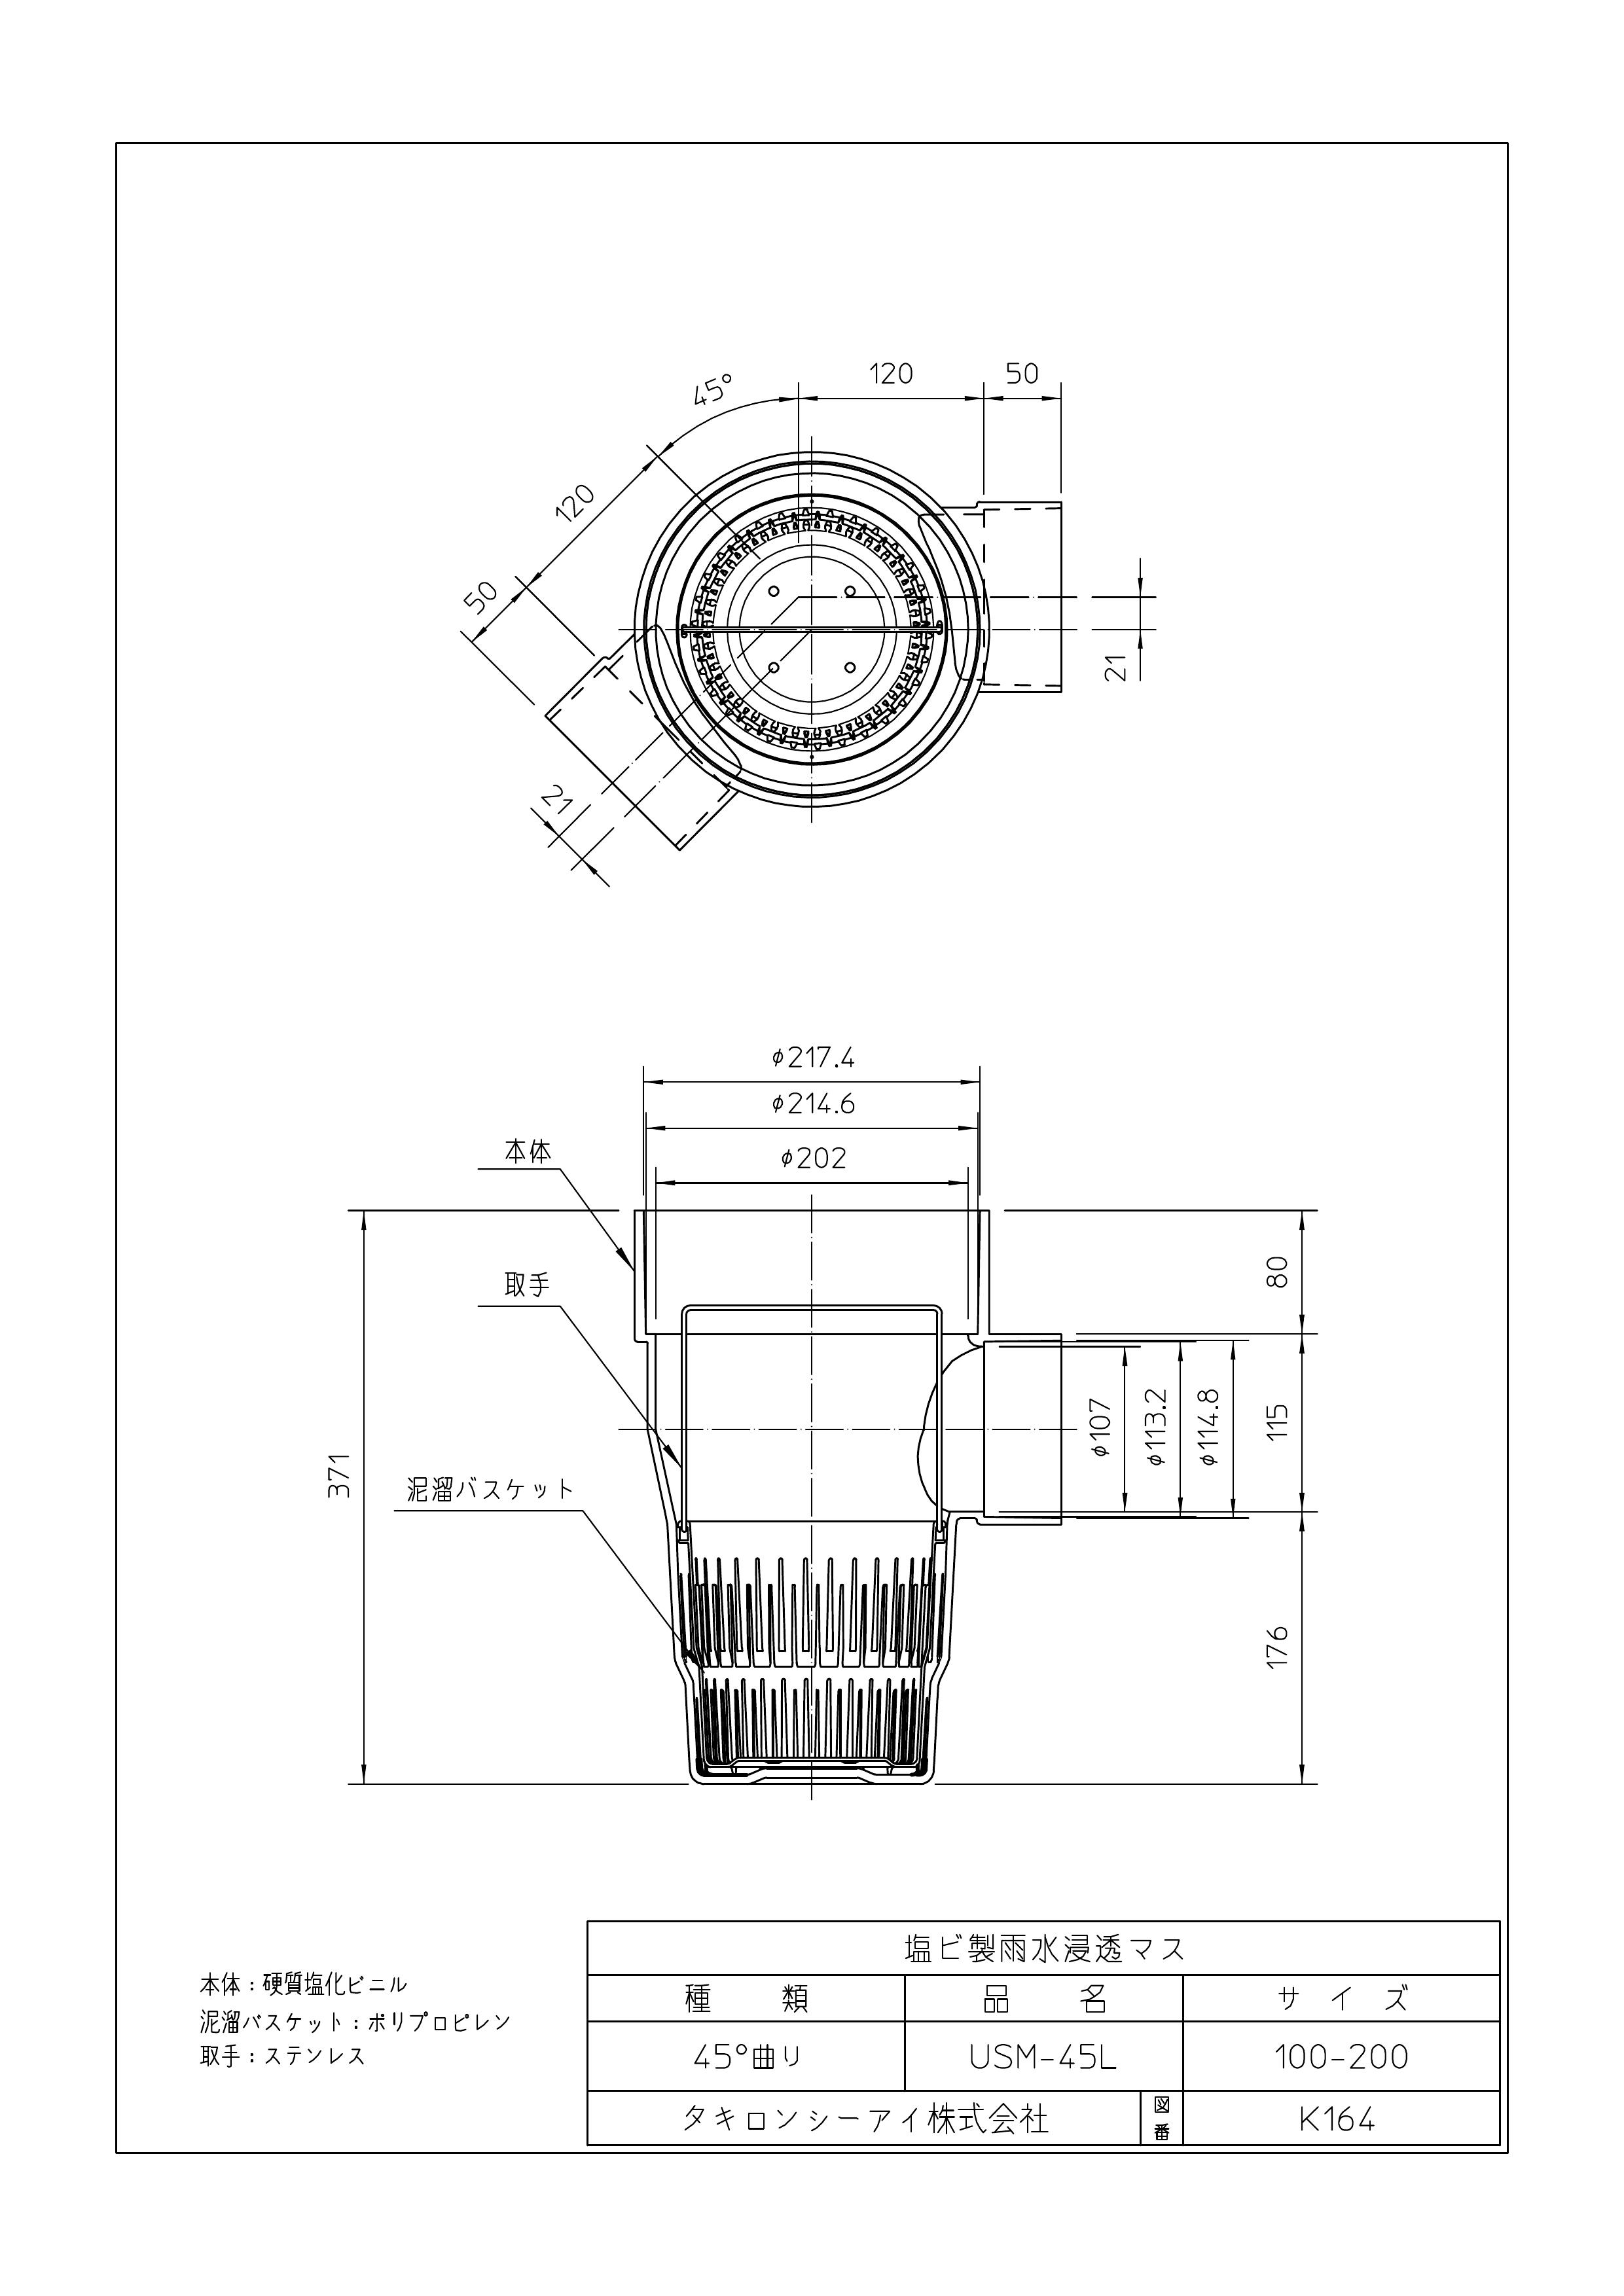 45°
120
50
120
50
21
21
φ217.4
φ214.6
φ202
本体
取手
泥溜バスケット
371
80
φ107
φ113.2
φ114.8
115
176
本体：硬質塩化ビニル
泥溜バスケット：ポリプロピレン
取手：ステンレス
塩ビ製雨水浸透マス
種 類 品 名 サ イ ズ
45°曲リ USM-45L 100-200
タキロンシーアイ株式会社 図番 K164